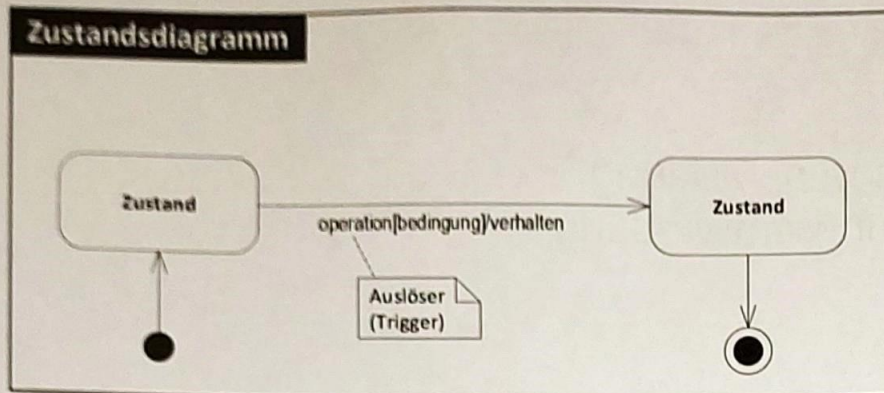 Zustandsdiagramm
Zustand
operation[bedingung]/verhalten
Zustand
Auslöser
(Trigger)